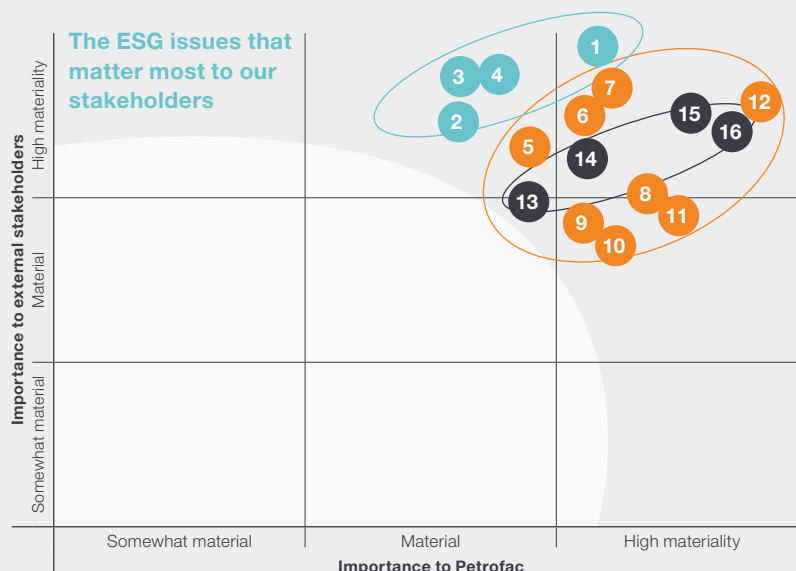 The ESG issues that
matter most to our
stakeholders
Importance to external stakeholders
High materiality
Material
Somewhat material
1
3
4
2
7
6
5
12
15
16
14
13
8
11
9
10
Somewhat material
Material
High materiality
Importance to Petrofac